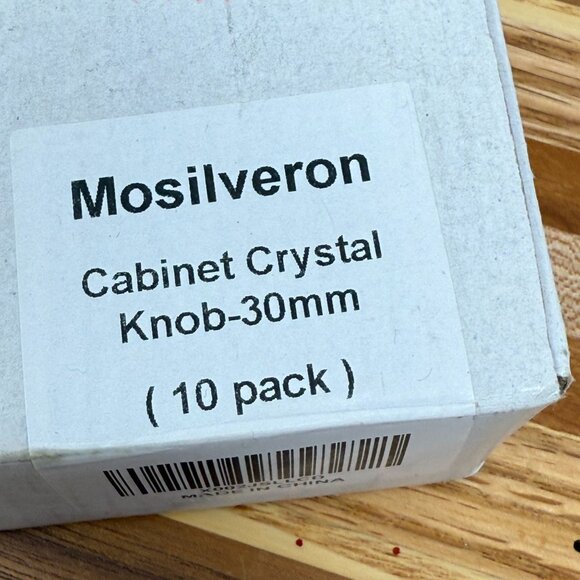 Mosilveron
Cabinet Crystal
Knob-30mm
( 10 pack )
MADE IN CHINA